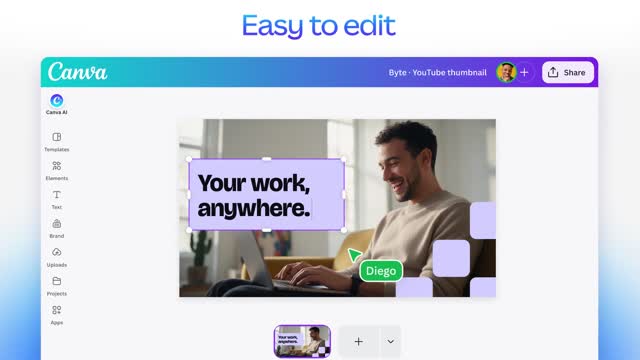 Easy to edit
Canva
Byte · YouTube thumbnail
Share
Canva AI
Templates
Elements
Text
Brand
Uploads
Projects
Apps
Your work,
anywhere.
Diego
Your work,
anywhere.